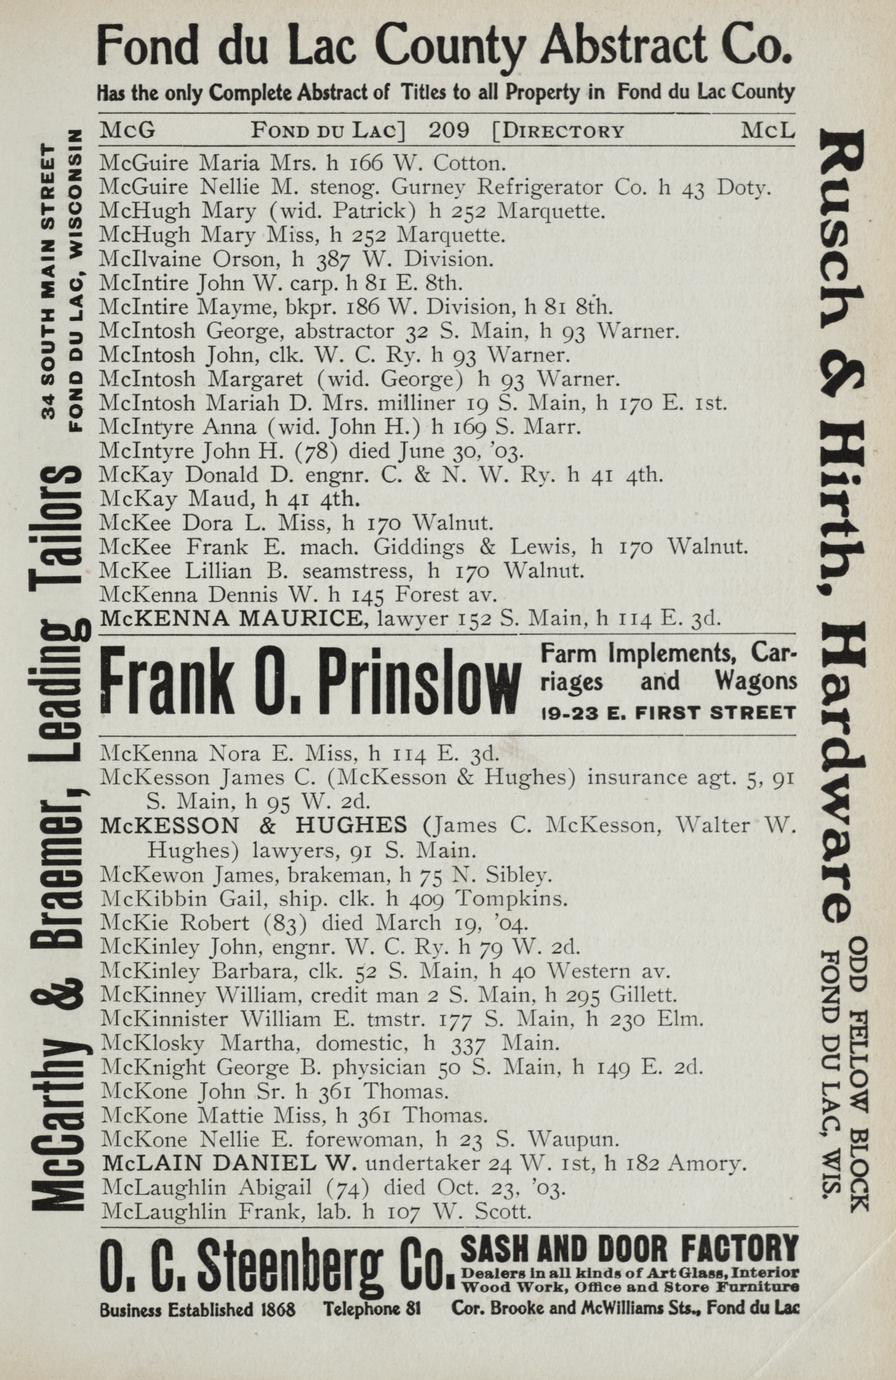 Fond du Lac County Abstract Co.
Has the only Complete Abstract of Titles to all Property in Fond du Lac County
McG FOND DU LAC] 209 [DIRECTORY McL
McGuire Maria Mrs. h 166 W. Cotton.
McGuire Nellie M. stenog. Gurney Refrigerator Co. h 43 Doty.
McHugh Mary (wid. Patrick) h 252 Marquette.
McHugh Mary Miss, h 252 Marquette.
McIlvaine Orson, h 387 W. Division.
McIntire John W. carp. h 81 E. 8th.
McIntire Mayme, bkpr. 186 W. Division, h 81 8th.
McIntosh George, abstractor 32 S. Main, h 93 Warner.
McIntosh John, clk. W. C. Ry. h 93 Warner.
McIntosh Margaret (wid. George) h 93 Warner.
McIntosh Mariah D. Mrs. milliner 19 S. Main, h 170 E. 1st.
McIntyre Anna (wid. John H.) h 169 S. Marr.
McIntyre John H. (78) died June 30, '03.
McKay Donald D. engnr. C. & N. W. Ry. h 41 4th.
McKay Maud, h 41 4th.
McKee Dora L. Miss, h 170 Walnut.
McKee Frank E. mach. Giddings & Lewis, h 170 Walnut.
McKee Lillian B. seamstress, h 170 Walnut.
McKenna Dennis W. h 145 Forest av.
McKENNA MAURICE, lawyer 152 S. Main, h 114 E. 3d.
Frank O. Prinslow
Farm Implements, Car-
riages and Wagons
19-23 E. FIRST STREET
McKenna Nora E. Miss, h 114 E. 3d.
McKesson James C. (McKesson & Hughes) insurance agt. 5, 91
S. Main, h 95 W. 2d.
McKESSON & HUGHES (James C. McKesson, Walter W.
Hughes) lawyers, 91 S. Main.
McKewon James, brakeman, h 75 N. Sibley.
McKibbin Gail, ship. clk. h 409 Tompkins.
McKie Robert (83) died March 19, '04.
McKinley John, engnr. W. C. Ry. h 79 W. 2d.
McKinley Barbara, clk. 52 S. Main, h 40 Western av.
McKinney William, credit man 2 S. Main, h 295 Gillett.
McKinnister William E. tmstr. 177 S. Main, h 230 Elm.
McKlosky Martha, domestic, h 337 Main.
McKnight George B. physician 50 S. Main, h 149 E. 2d.
McKone John Sr. h 361 Thomas.
McKone Mattie Miss, h 361 Thomas.
McKone Nellie E. forewoman, h 23 S. Waupun.
McLAIN DANIEL W. undertaker 24 W. 1st, h 182 Amory.
McLaughlin Abigail (74) died Oct. 23, '03.
McLaughlin Frank, lab. h 107 W. Scott.
O. C. Steenberg Co.
SASH AND DOOR FACTORY
Dealers in all kinds of Art Glass, Interior
Wood Work, Office and Store Furniture
Business Established 1868 Telephone 81 Cor. Brooke and McWilliams Sts., Fond du Lac
McCarthy & Braemer, Leading Tailors
34 SOUTH MAIN STREET
FOND DU LAC, WISCONSIN
Rusch & Hirth, Hardware
ODD FELLOW BLOCK
FOND DU LAC, WIS.